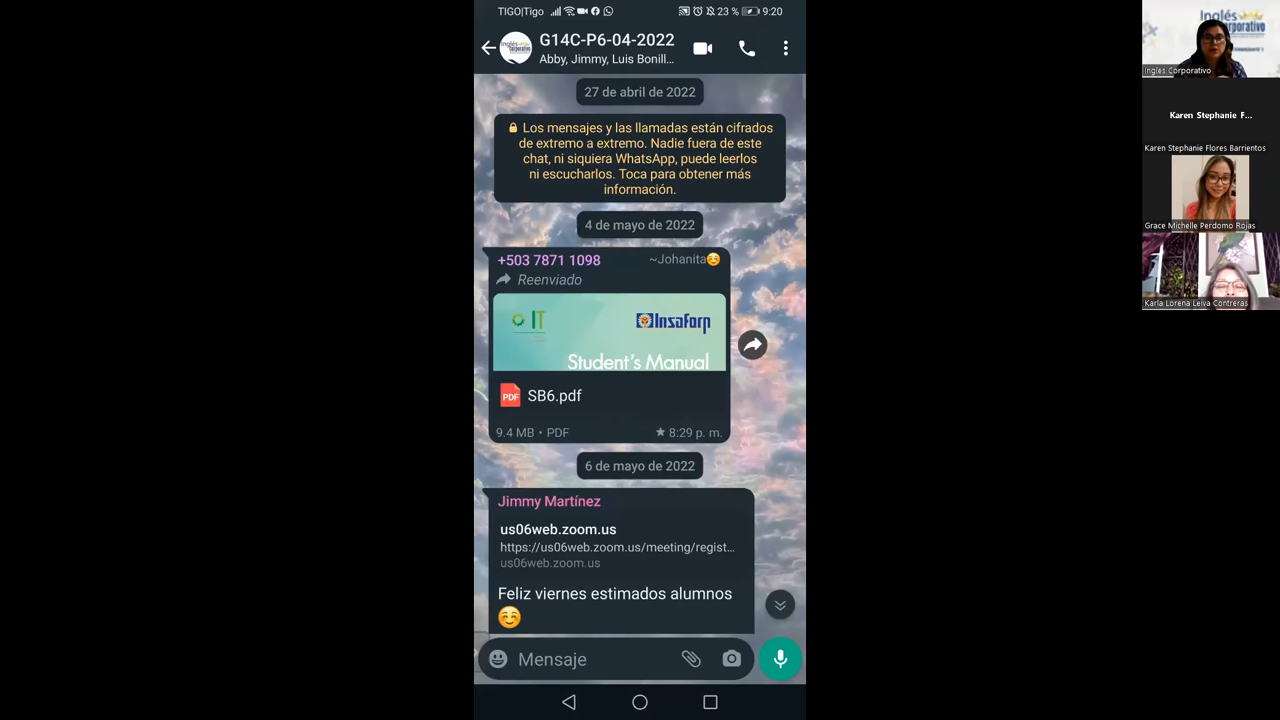 TIGO|Tigo
23 %
9:20
G14C-P6-04-2022
Abby, Jimmy, Luis Bonill...
27 de abril de 2022
Los mensajes y las llamadas están cifrados
de extremo a extremo. Nadie fuera de este
chat, ni siquiera WhatsApp, puede leerlos
ni escucharlos. Toca para obtener más
información.
4 de mayo de 2022
+503 7871 1098
~Johanita
Reenviado
IT
Insaforp
Student's Manual
PDF
SB6.pdf
9.4 MB • PDF
8:29 p. m.
6 de mayo de 2022
Jimmy Martínez
us06web.zoom.us
https://us06web.zoom.us/meeting/regist...
us06web.zoom.us
Feliz viernes estimados alumnos
Mensaje
Inglés
Corporativo
Ingles Corporativo
Karen Stephanie F...
Karen Stephanie Flores Barrientos
Grace Michelle Perdomo Rojas
Karla Lorena Leiva Contreras